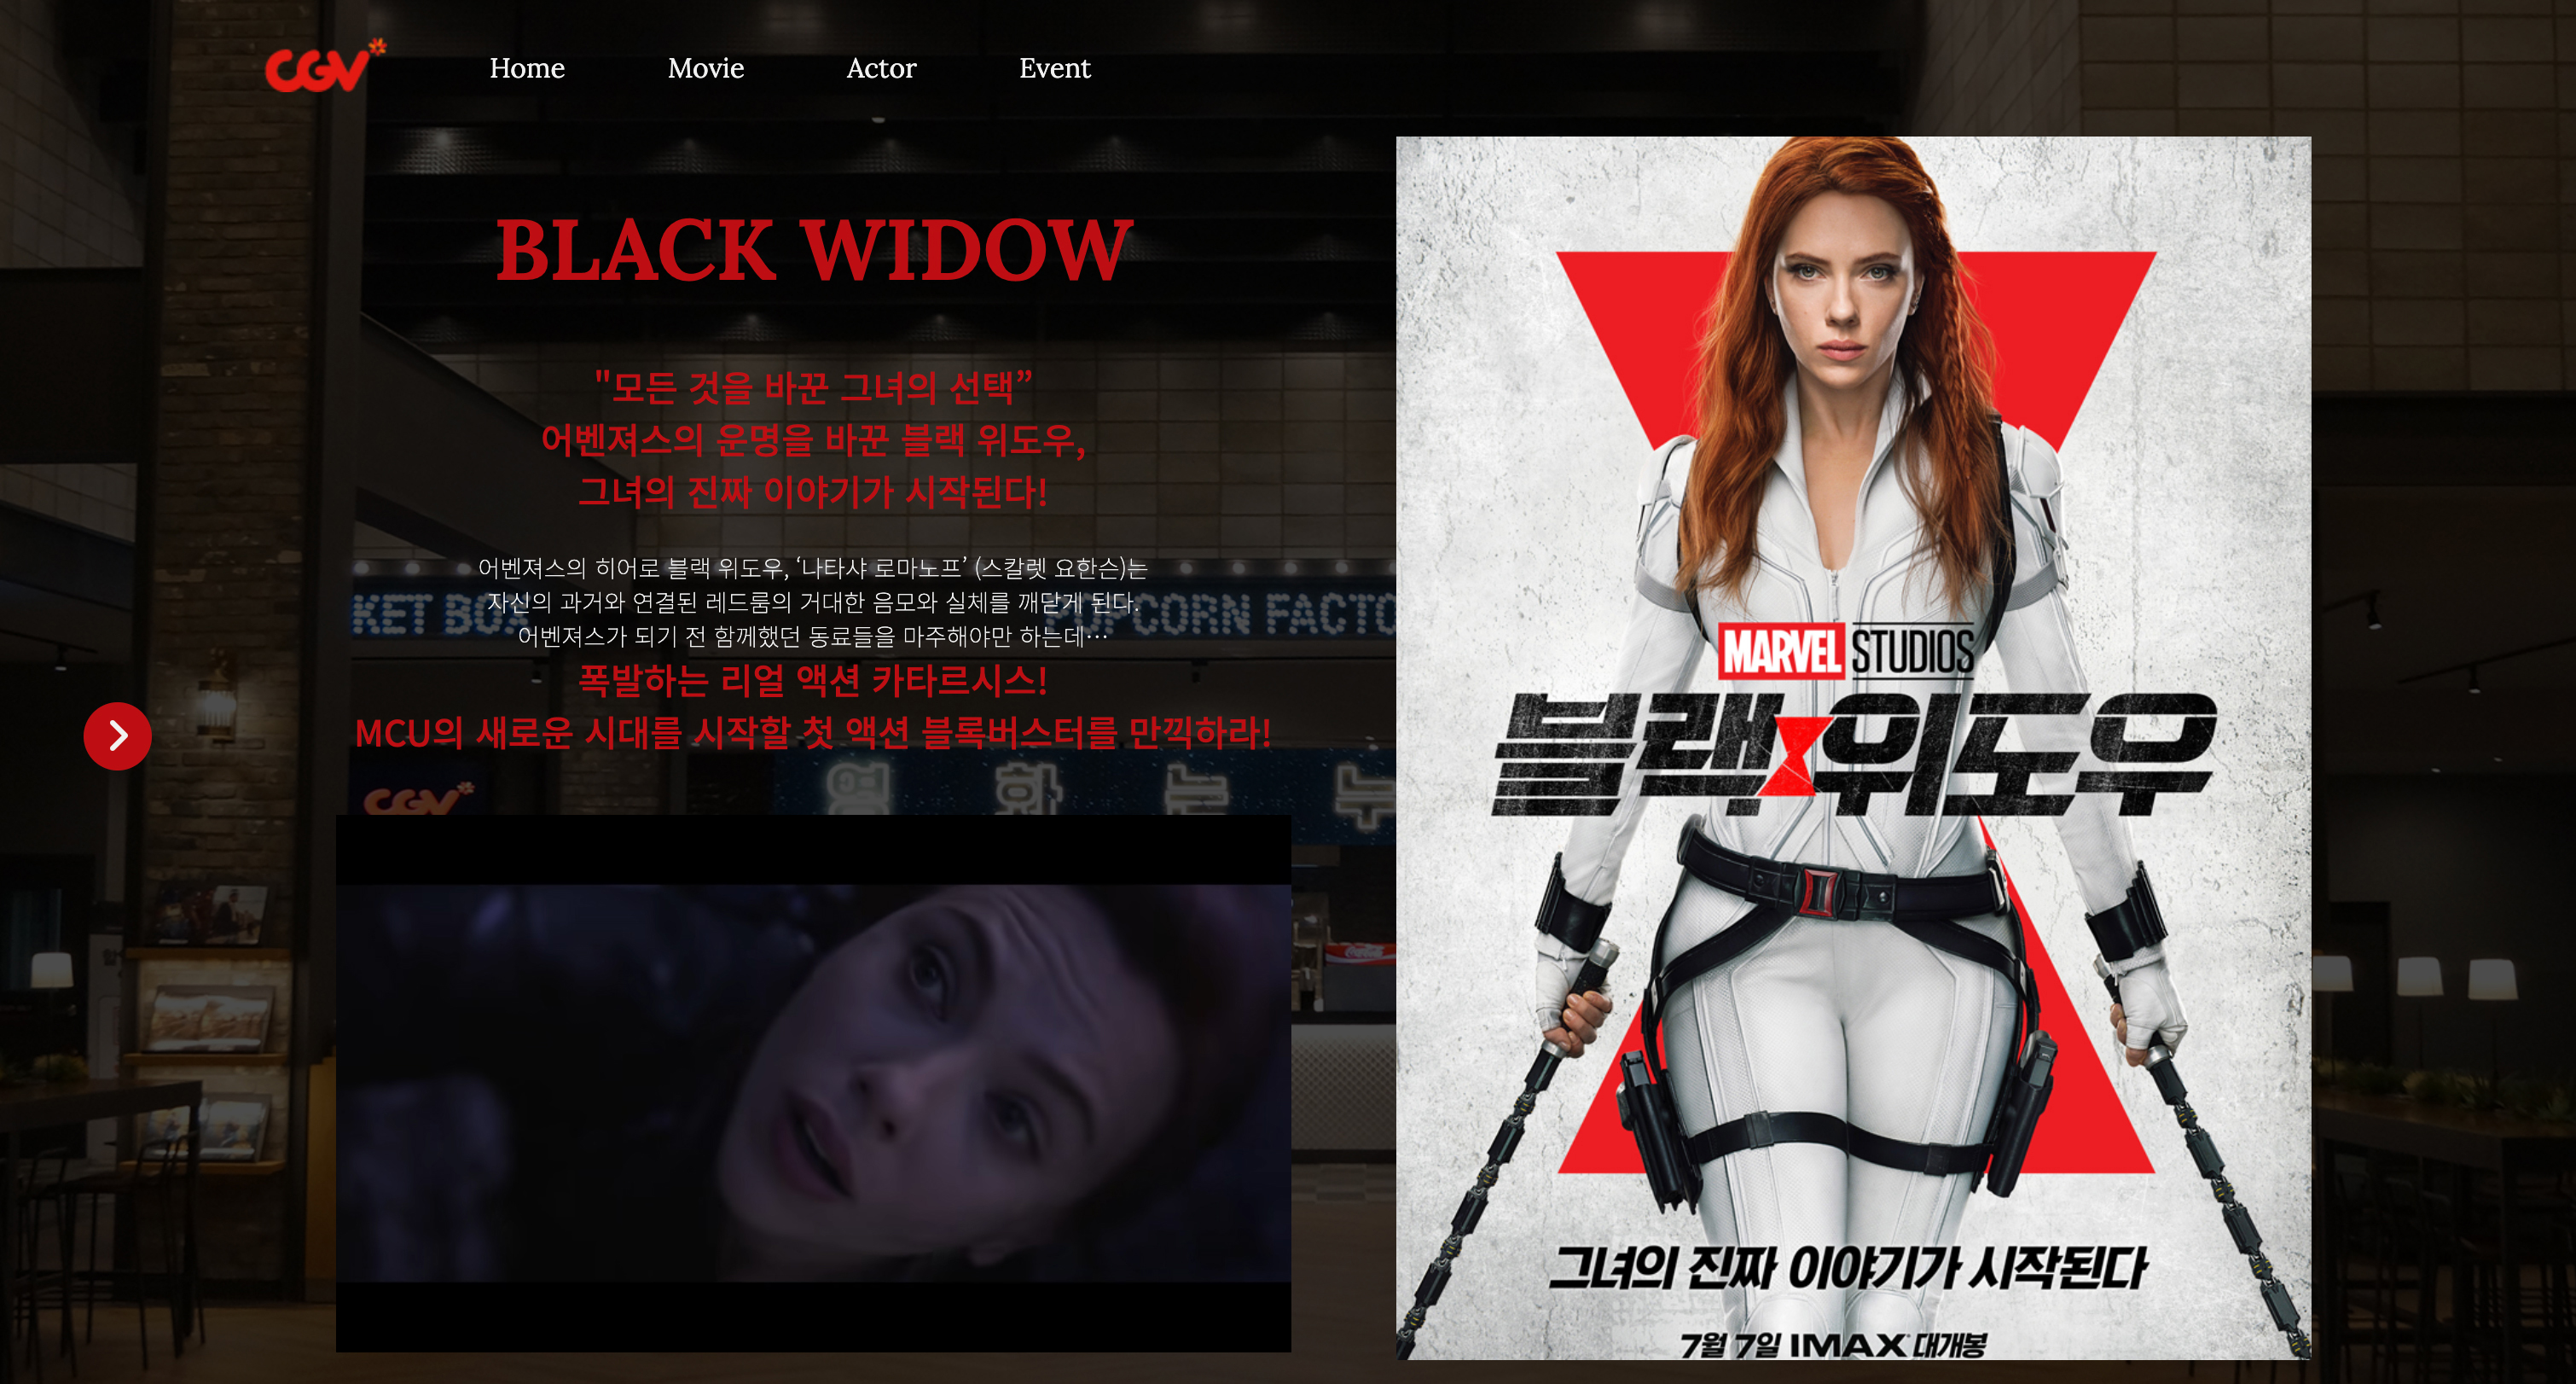 CGV
Home
Movie
Actor
Event
BLACK WIDOW
"모든 것을 바꾼 그녀의 선택”
어벤져스의 운명을 바꾼 블랙 위도우,
그녀의 진짜 이야기가 시작된다!
어벤져스의 히어로 블랙 위도우, ‘나타샤 로마노프’ (스칼렛 요한슨)는
자신의 과거와 연결된 레드룸의 거대한 음모와 실체를 깨닫게 된다.
어벤져스가 되기 전 함께했던 동료들을 마주해야만 하는데…
폭발하는 리얼 액션 카타르시스!
MCU의 새로운 시대를 시작할 첫 액션 블록버스터를 만끽하라!
KET BOX
POPCORN FACTO
CGV
영 화 는 누
Coca-Cola
MARVEL STUDIOS
블랙 위도우
그녀의 진짜 이야기가 시작된다
7월 7일 IMAX 대개봉